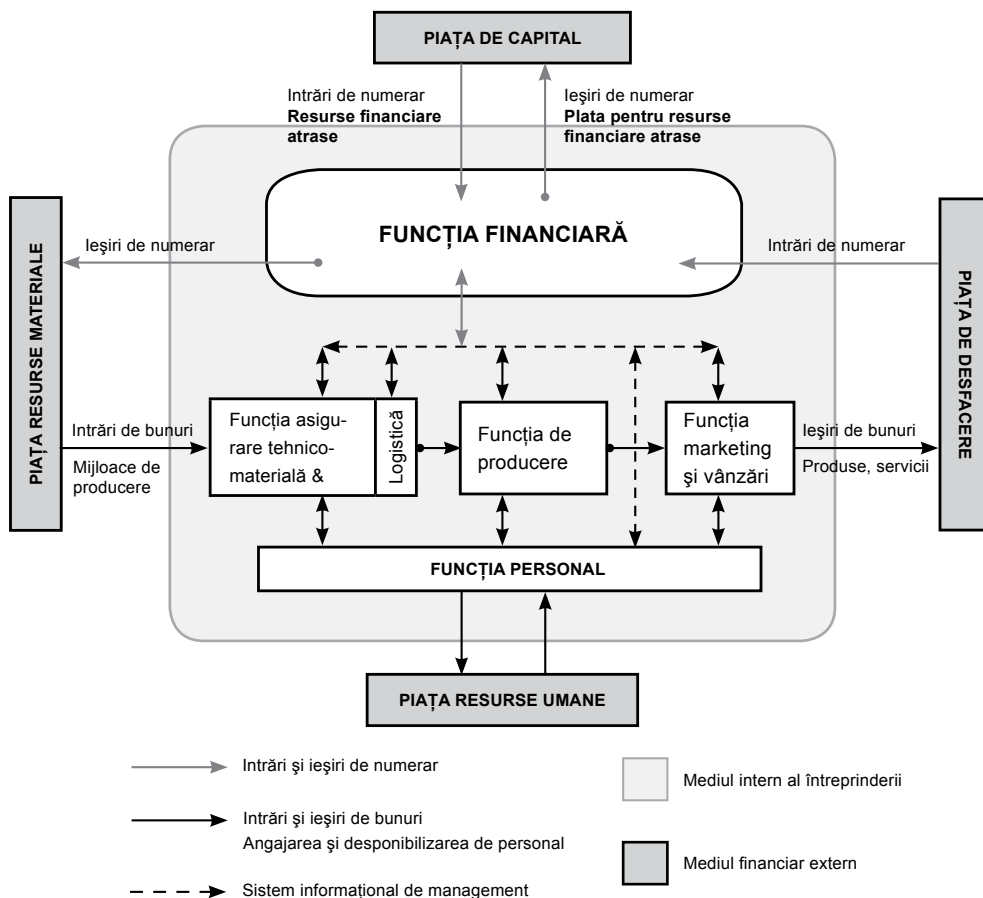 PIAȚA DE CAPITAL
Intrări de numerar
Resurse financiare
atrase
Ieşiri de numerar
Plata pentru resurse
financiare atrase
FUNCȚIA FINANCIARĂ
PIAȚA RESURSE MATERIALE
Ieşiri de numerar
Intrări de numerar
PIAȚA DE DESFACERE
Intrări de bunuri
Mijloace de
producere
Funcția asigu-
rare tehnico-
materială &
Logistică
Funcția de
producere
Funcția
marketing
şi vânzări
Ieşiri de bunuri
Produse, servicii
FUNCȚIA PERSONAL
PIAȚA RESURSE UMANE
Intrări şi ieşiri de numerar
Intrări şi ieşiri de bunuri
Angajarea şi desponibilizarea de personal
Sistem informațional de management
Mediul intern al întreprinderii
Mediul financiar extern